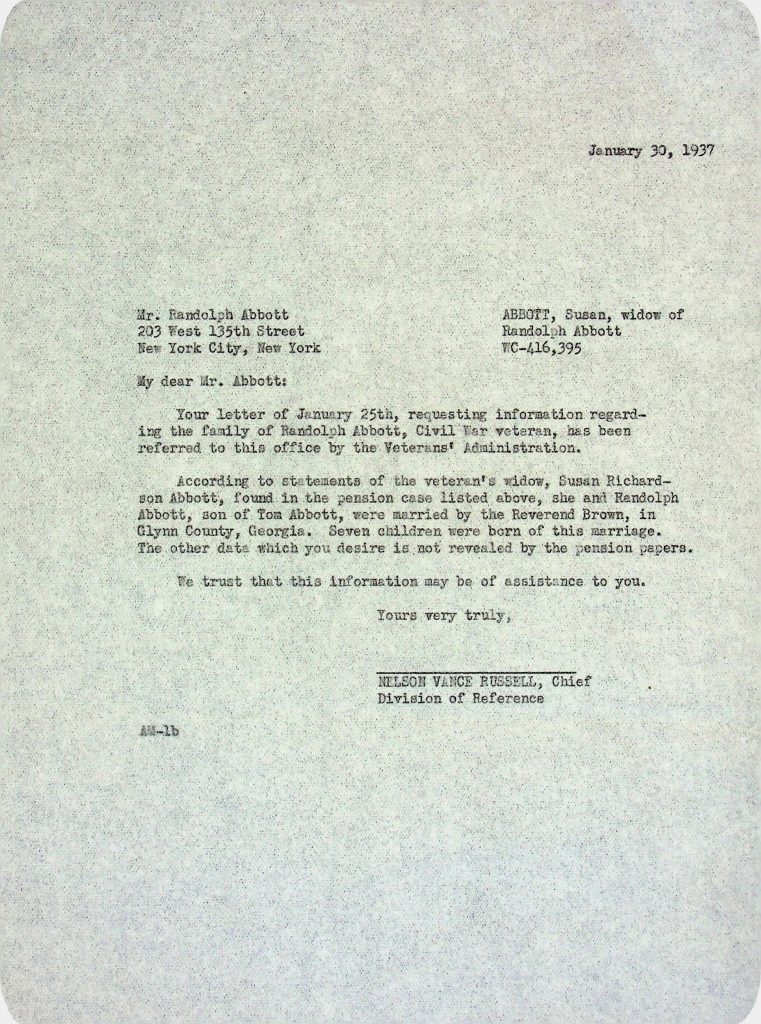 January 30, 1937
Mr. Randolph Abbott
203 West 135th Street
New York City, New York
ABBOTT, Susan, widow of
Randolph Abbott
WC-416,395
My dear Mr. Abbott:
Your letter of January 25th, requesting information regard-
ing the family of Randolph Abbott, Civil War veteran, has been
referred to this office by the Veterans' Administration.
According to statements of the veteran's widow, Susan Richard-
son Abbott, found in the pension case listed above, she and Randolph
Abbott, son of Tom Abbott, were married by the Reverend Brown, in
Glynn County, Georgia. Seven children were born of this marriage.
The other data which you desire is not revealed by the pension papers.
We trust that this information may be of assistance to you.
Yours very truly,
NELSON VANCE RUSSELL, Chief
Division of Reference